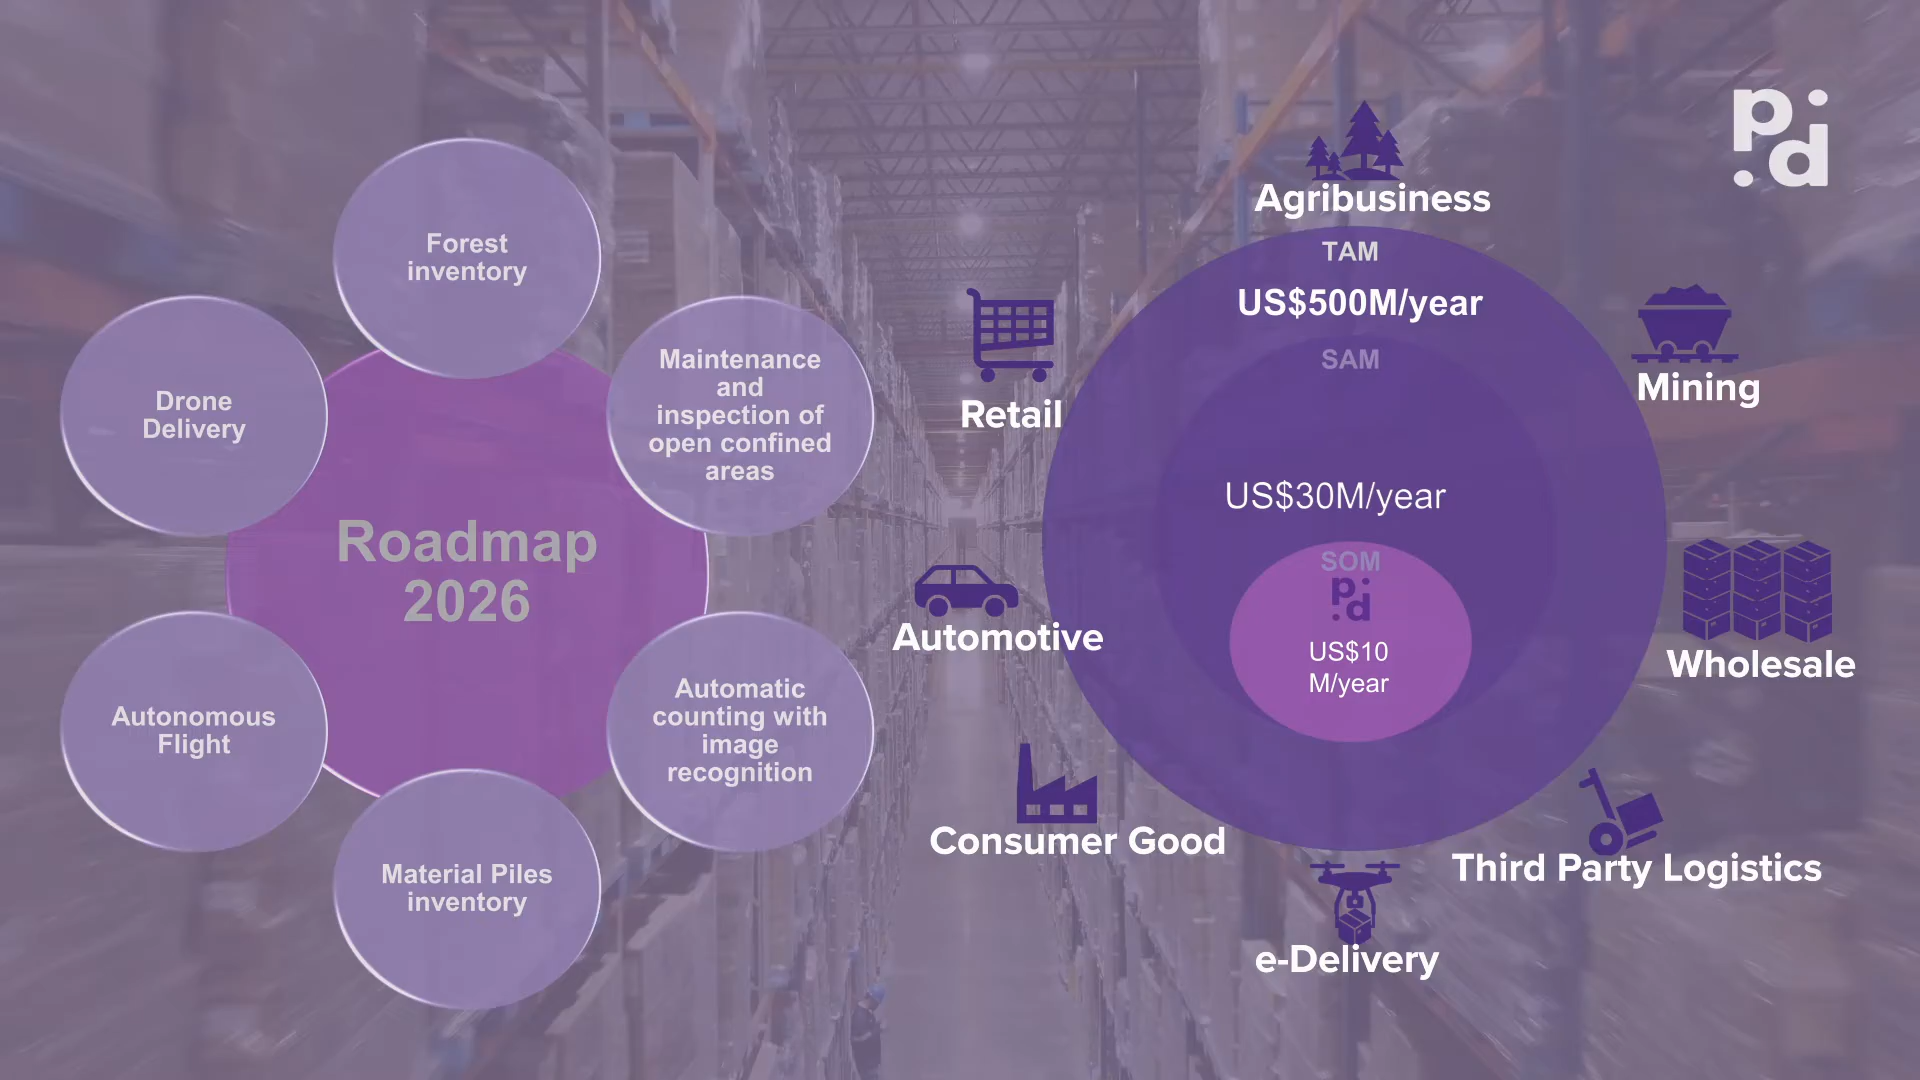 Forest
inventory
Drone
Delivery
Maintenance
and
inspection of
open confined
areas
Roadmap
2026
Autonomous
Flight
Automatic
counting with
image
recognition
Material Piles
inventory
p.d
Agribusiness
TAM
US$500M/year
SAM
US$30M/year
SOM
p.d
US$10
M/year
Retail
Mining
Automotive
Wholesale
Consumer Good
Third Party Logistics
e-Delivery